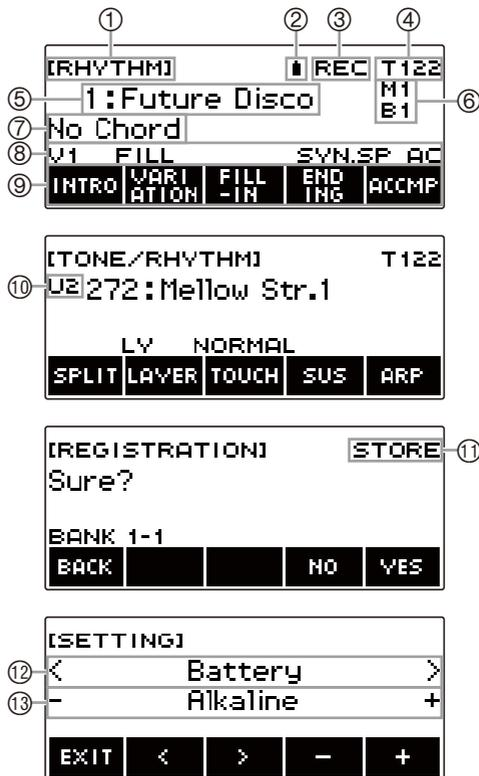 ① ② ③ ④
[RHYTHM] REC T122
⑤ 1:Future Disco M1 ⑥
B1
⑦ No Chord
⑧ V1 FILL SYN.SP AC
⑨ INTRO VARI ATION FILL -IN END ING ACCMP
[TONE/RHYTHM] T122
⑩ U2 272:Mellow Str.1
LY NORMAL
SPLIT LAYER TOUCH SUS ARP
[REGISTRATION] STORE ⑪
Sure?
BANK 1-1
BACK NO YES
[SETTING]
⑫ < Battery >
⑬ - Alkaline +
EXIT < > - +